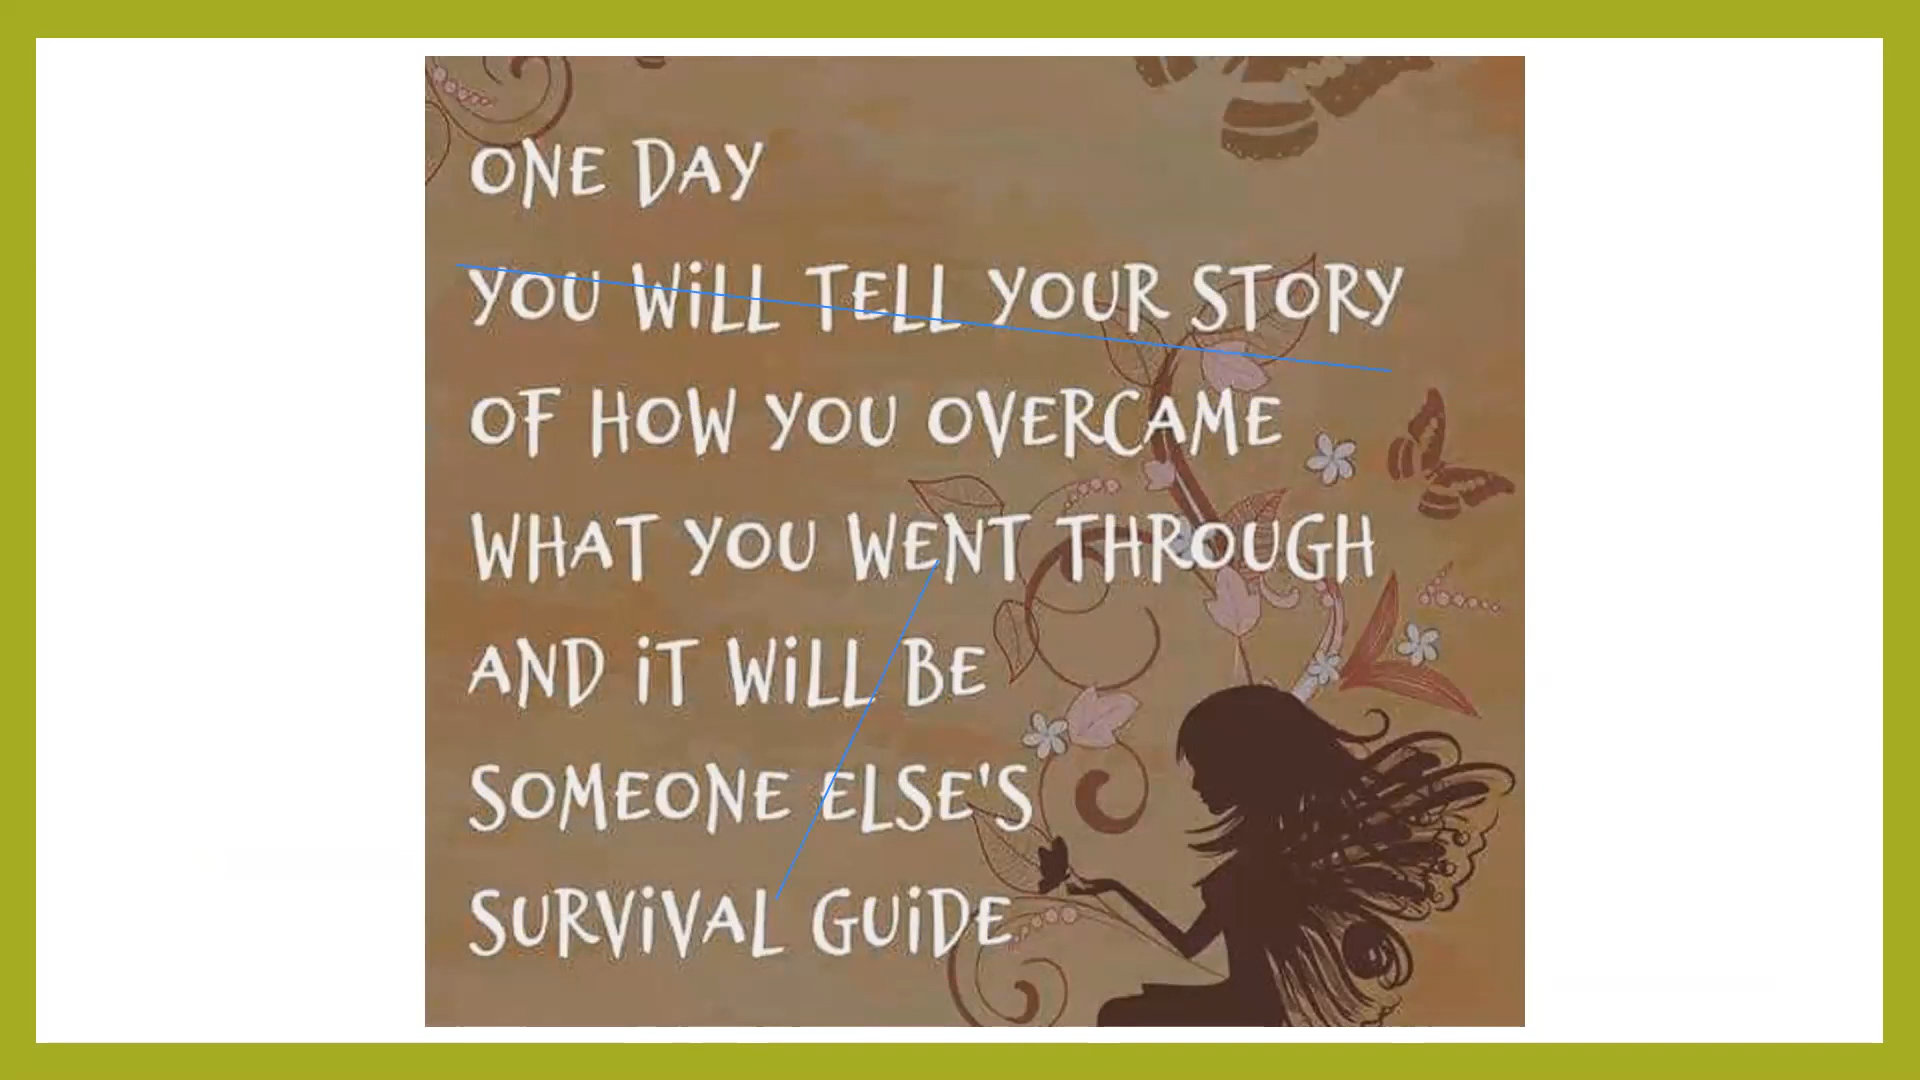 ONE DAY
YOU WiLL TELL YOUR STORY
OF HOW YOU OVERCAME
WHAT YOU WENT THROUGH
AND iT WiLL BE
SOMEONE ELSE'S
SURViVAL GUiDE